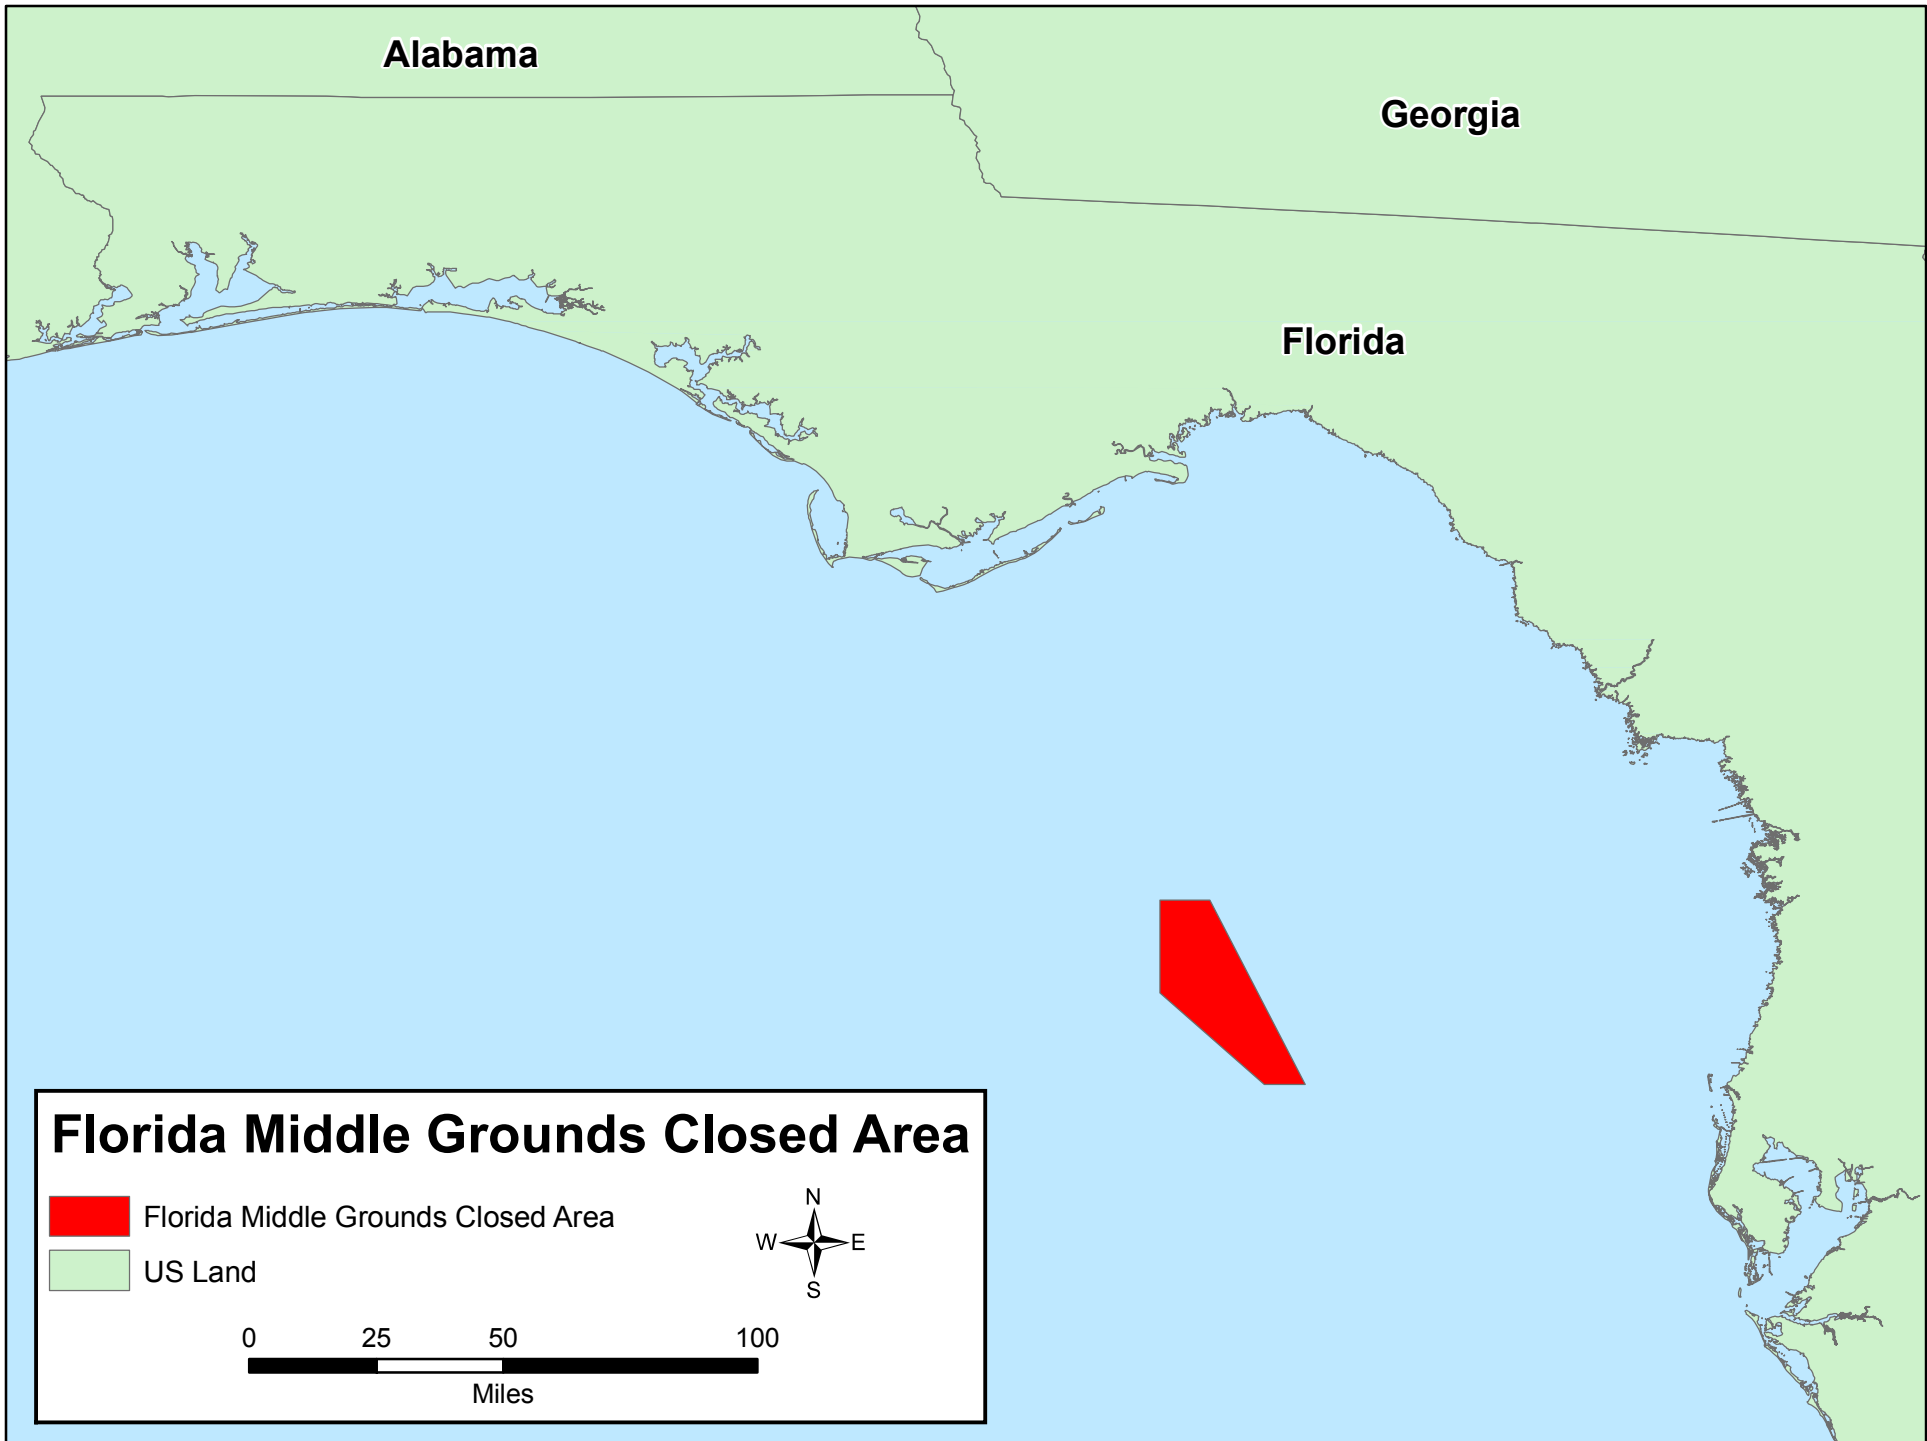 Alabama
Georgia
Florida
Florida Middle Grounds Closed Area
Florida Middle Grounds Closed Area
US Land
N
W E
S
0 25 50 100
Miles